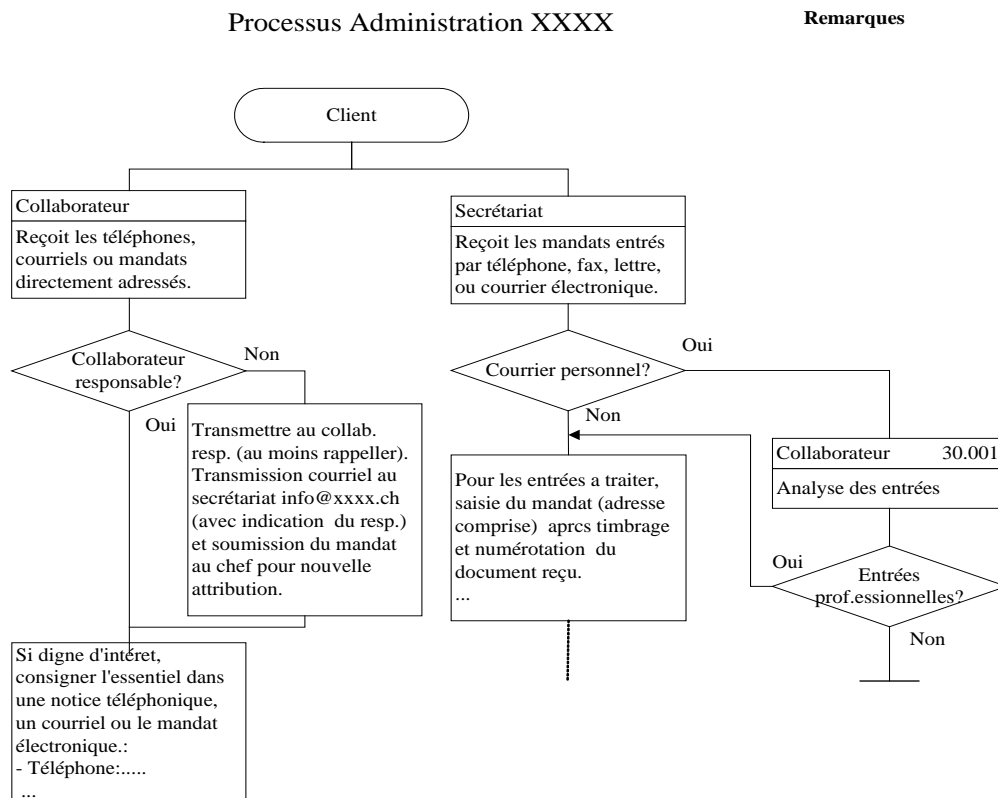 Processus Administration XXXX
Remarques
Client
Collaborateur
Reçoit les téléphones,
courriels ou mandats
directement adressés.
Secrétariat
Reçoit les mandats entrés
par téléphone, fax, lettre,
ou courrier électronique.
Collaborateur
responsable?
Non
Oui
Courrier personnel?
Oui
Non
Transmettre au collab.
resp. (au moins rappeller).
Transmission courriel au
secrétariat info@xxxx.ch
(avec indication du resp.)
et soumission du mandat
au chef pour nouvelle
attribution.
Pour les entrées a traiter,
saisie du mandat (adresse
comprise) aprcs timbrage
et numérotation du
document reçu.
...
Collaborateur 30.001
Analyse des entrées
Oui
Entrées
prof.essionnelles?
Non
Si digne d'intéret,
consigner l'essentiel dans
une notice téléphonique,
un courriel ou le mandat
électronique.:
- Téléphone:.....
...